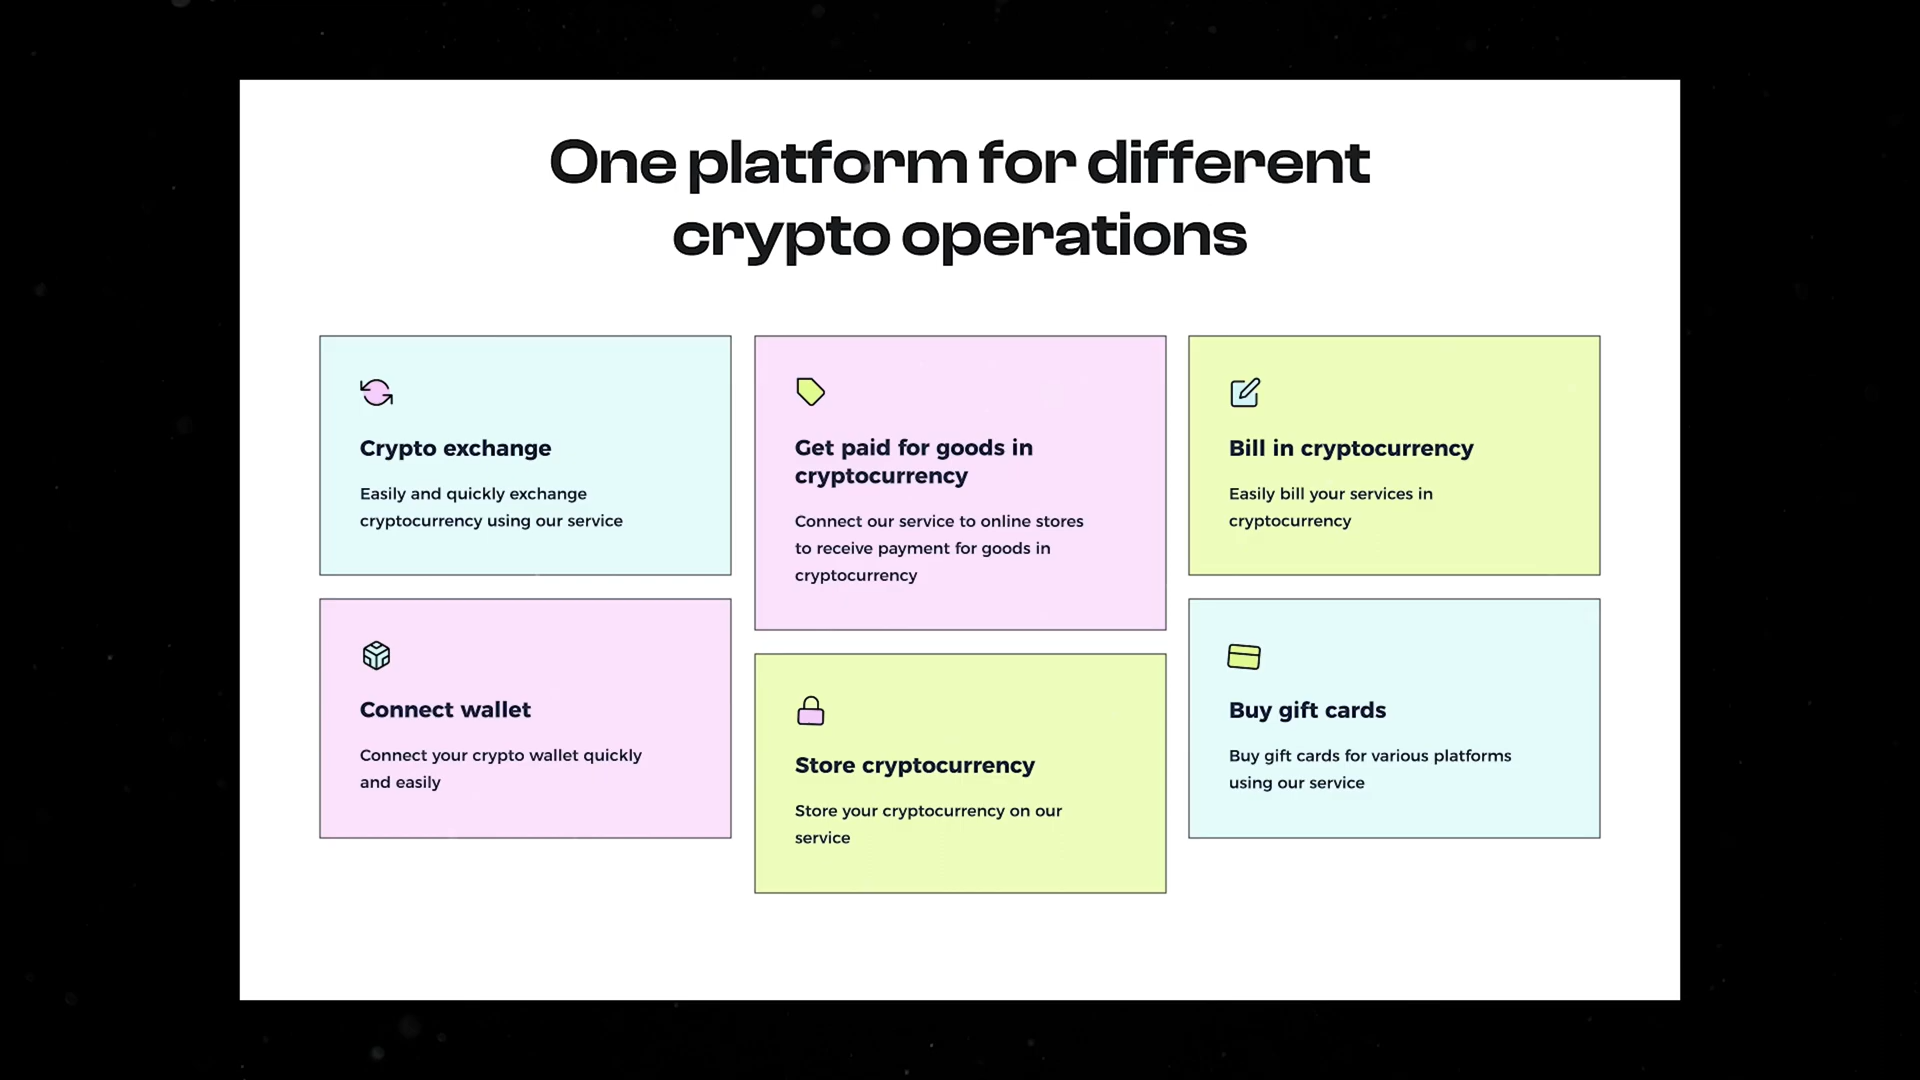 One platform for different
crypto operations
Crypto exchange
Easily and quickly exchange
cryptocurrency using our service
Get paid for goods in
cryptocurrency
Connect our service to online stores
to receive payment for goods in
cryptocurrency
Bill in cryptocurrency
Easily bill your services in
cryptocurrency
Connect wallet
Connect your crypto wallet quickly
and easily
Store cryptocurrency
Store your cryptocurrency on our
service
Buy gift cards
Buy gift cards for various platforms
using our service